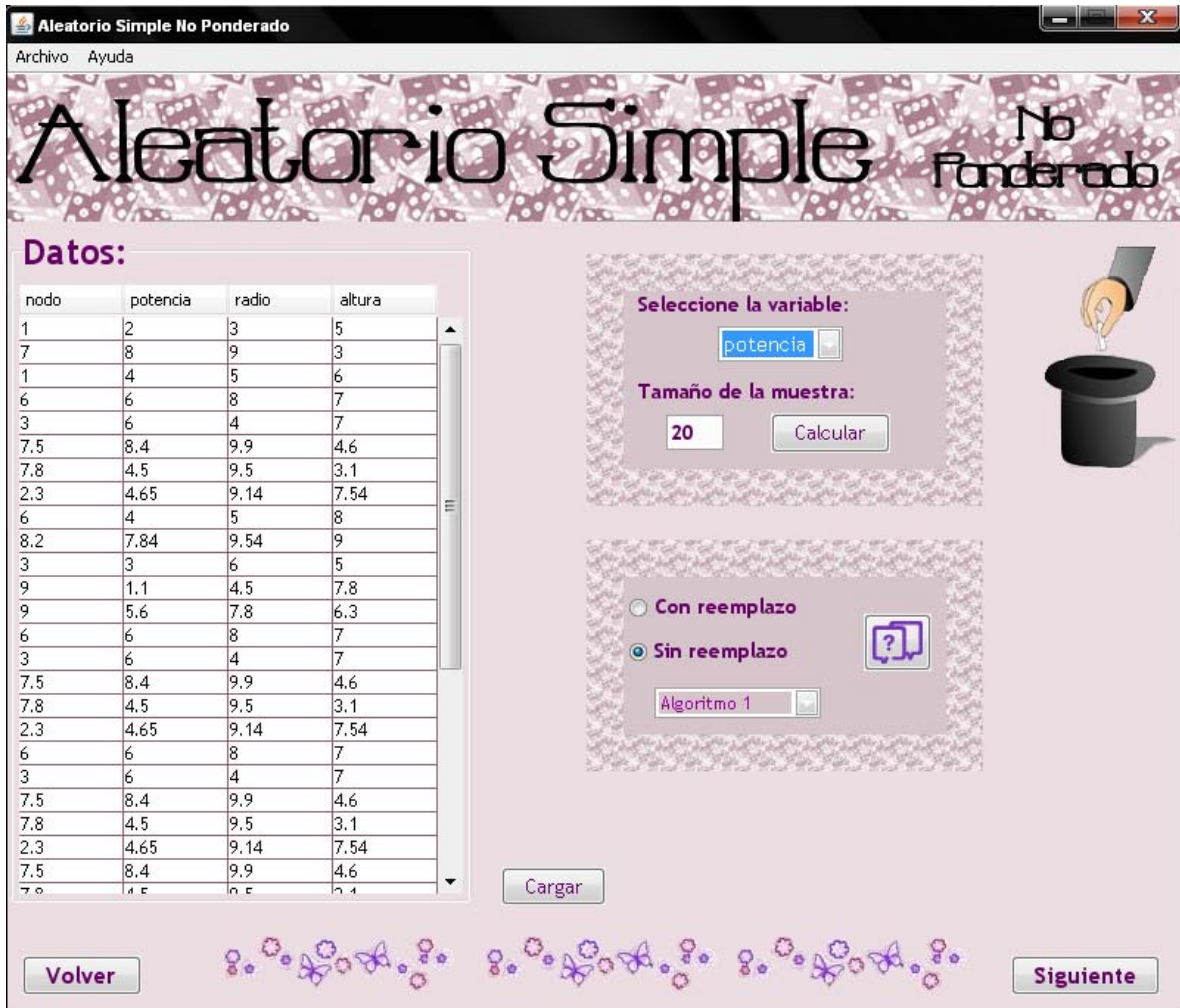 Aleatorio Simple No Ponderado
Archivo Ayuda
Aleatorio Simple No Ponderado
Datos:
nodo potencia radio altura
1 2 3 5
7 8 9 3
1 4 5 6
6 6 8 7
3 6 4 7
7.5 8.4 9.9 4.6
7.8 4.5 9.5 3.1
2.3 4.65 9.14 7.54
6 4 5 8
8.2 7.84 9.54 9
3 3 6 5
9 1.1 4.5 7.8
9 5.6 7.8 6.3
6 6 8 7
3 6 4 7
7.5 8.4 9.9 4.6
7.8 4.5 9.5 3.1
2.3 4.65 9.14 7.54
6 6 8 7
3 6 4 7
7.5 8.4 9.9 4.6
7.8 4.5 9.5 3.1
2.3 4.65 9.14 7.54
7.5 8.4 9.9 4.6
Seleccione la variable:
potencia
Tamaño de la muestra:
20 Calcular
Con reemplazo
Sin reemplazo
?
Algoritmo 1
Cargar
Volver
Siguiente